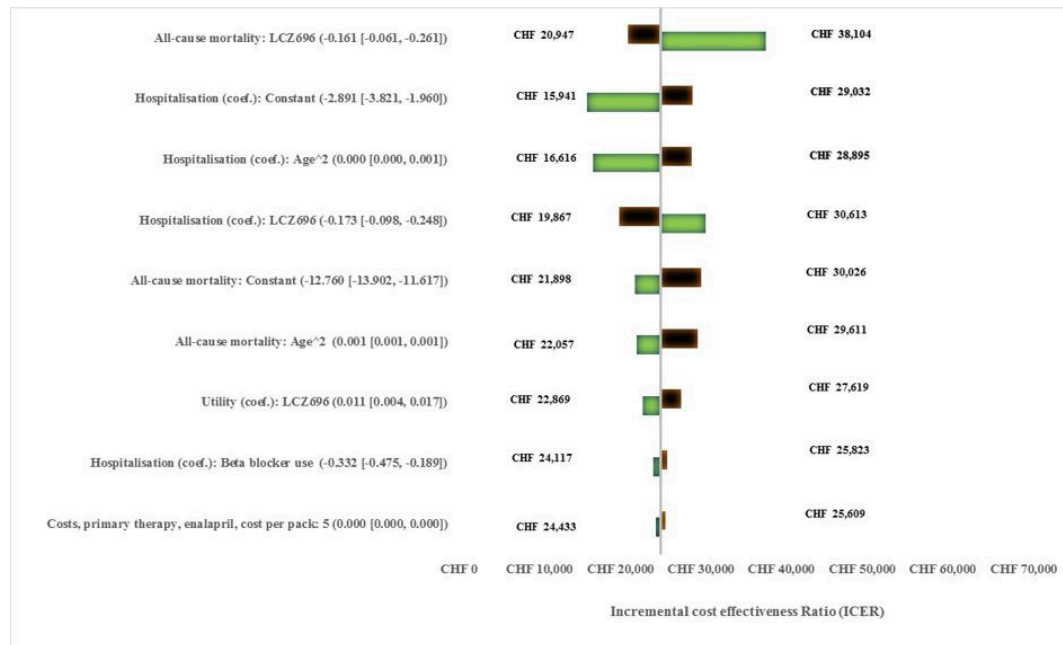 All-cause mortality: LCZ696 (-0.161 [-0.061, -0.261]) CHF 20,947 CHF 38,104
Hospitalisation (coef.): Constant (-2.891 [-3.821, -1.960]) CHF 15,941 CHF 29,032
Hospitalisation (coef.): Age^2 (0.000 [0.000, 0.001]) CHF 16,616 CHF 28,895
Hospitalisation (coef.): LCZ696 (-0.173 [-0.098, -0.248]) CHF 19,867 CHF 30,613
All-cause mortality: Constant (-12.760 [-13.902, -11.617]) CHF 21,898 CHF 30,026
All-cause mortality: Age^2 (0.001 [0.001, 0.001]) CHF 22,057 CHF 29,611
Utility (coef.): LCZ696 (0.011 [0.004, 0.017]) CHF 22,869 CHF 27,619
Hospitalisation (coef.): Beta blocker use (-0.332 [-0.475, -0.189]) CHF 24,117 CHF 25,823
Costs, primary therapy, enalapril, cost per pack: 5 (0.000 [0.000, 0.000]) CHF 24,433 CHF 25,609
CHF 0 CHF 10,000 CHF 20,000 CHF 30,000 CHF 40,000 CHF 50,000 CHF 60,000 CHF 70,000
Incremental cost effectiveness Ratio (ICER)